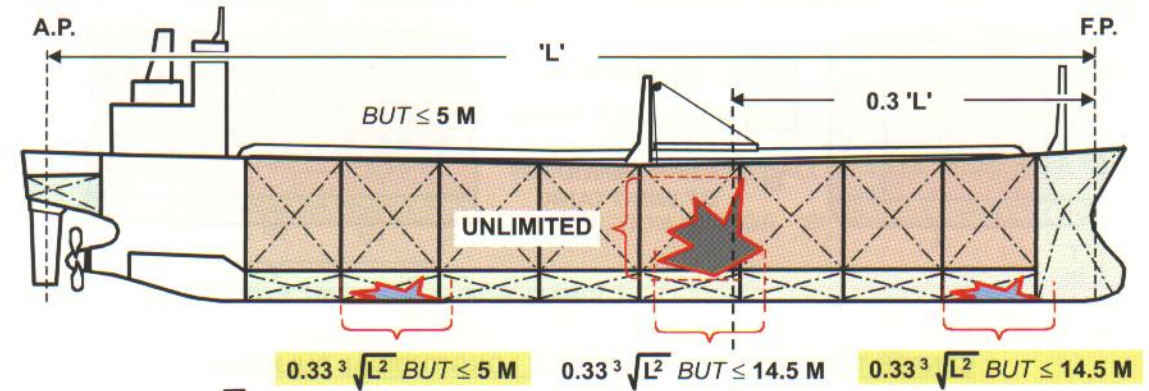 A.P.
F.P.
'L'
0.3 'L'
BUT ≤ 5 M
UNLIMITED
0.33 ³√L² BUT ≤ 5 M
0.33 ³√L² BUT ≤ 14.5 M
0.33 ³√L² BUT ≤ 14.5 M